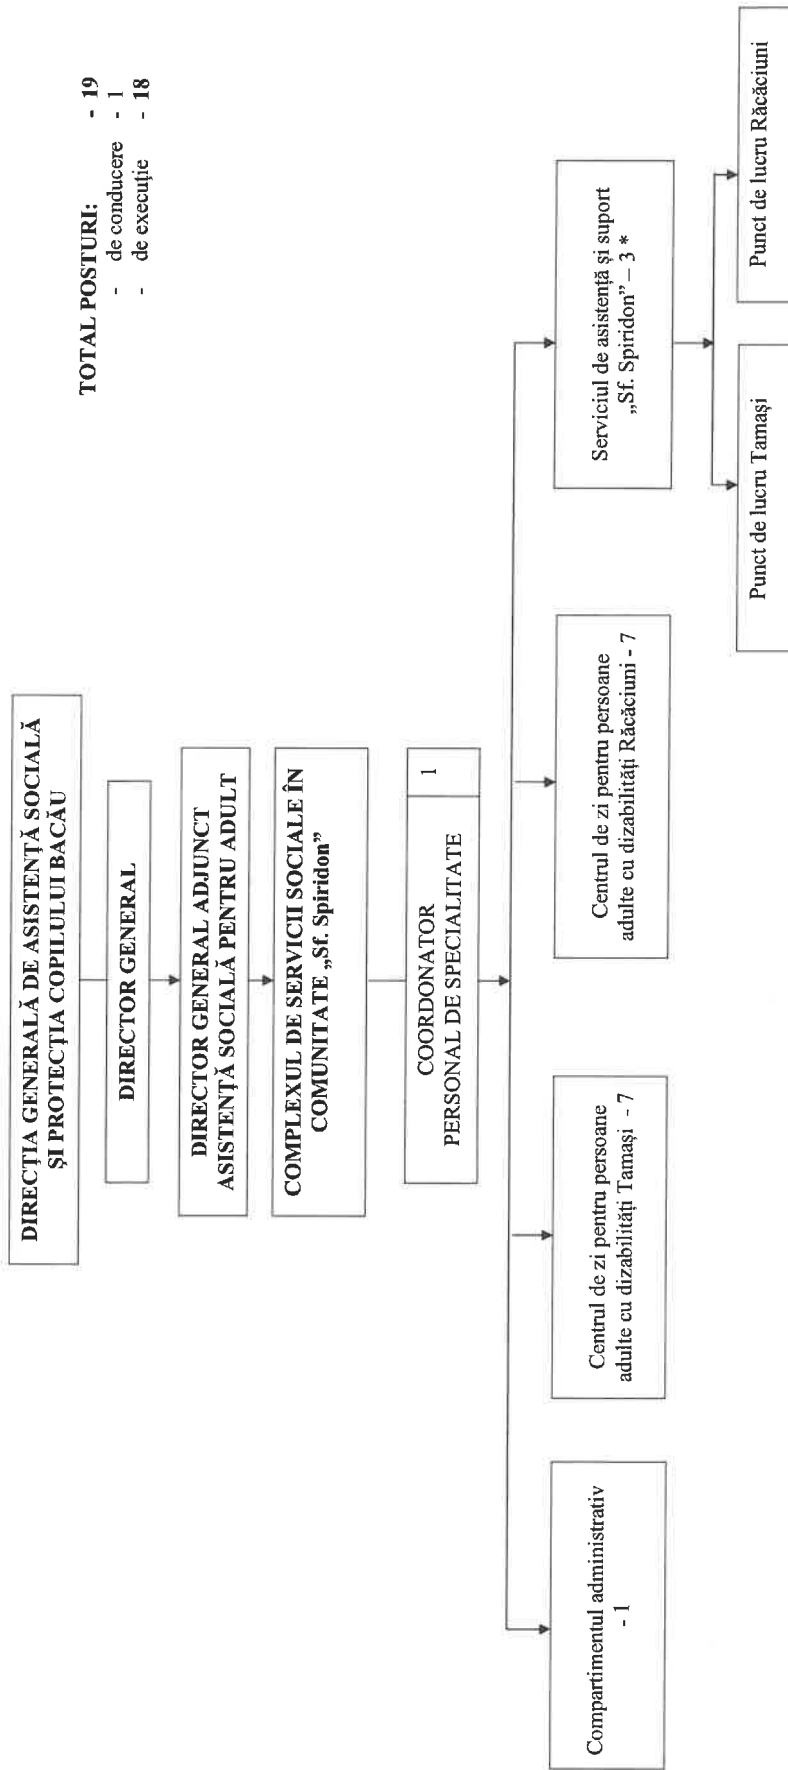 DIRECȚIA GENERALĂ DE ASISTENȚĂ SOCIALĂ
ȘI PROTECȚIA COPILULUI BACĂU
DIRECTOR GENERAL
DIRECTOR GENERAL ADJUNCT
ASISTENȚĂ SOCIALĂ PENTRU ADULT
COMPLEXUL DE SERVICII SOCIALE ÎN
COMUNITATE „Sf. Spiridon”
COORDONATOR
PERSONAL DE SPECIALITATE
1
TOTAL POSTURI: - 19
- de conducere - 1
- de execuție - 18
Compartimentul administrativ
- 1
Centrul de zi pentru persoane
adulte cu dizabilități Tamași - 7
Centrul de zi pentru persoane
adulte cu dizabilități Răcăciuni - 7
Serviciul de asistență și suport
„Sf. Spiridon” – 3 *
Punct de lucru Tamași
Punct de lucru Răcăciuni